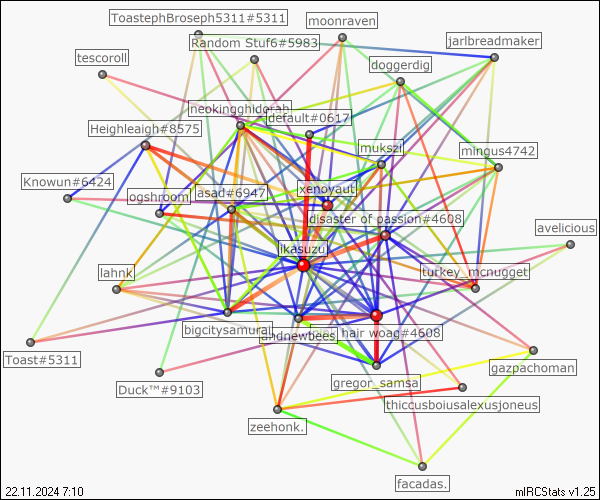 ToastephBroseph5311#5311
moonraven
Random Stuf6#5983
jarlbreadmaker
tescoroll
doggerdig
neokingghidorah
default#0617
Heighleaigh#8575
mukszi
mingus4742
Knowun#6424
asad#6947
xenoyaut
ogshroom
disaster of passion#4608
avelicious
ikasuzu
lahnk
turkey_mcnugget
bigcitysamurai
andnewbees
hair woag#4608
Toast#5311
gazpachoman
Duck™#9103
gregor_samsa
thiccusboiusalexusjoneus
zeehonk.
facadas.
22.11.2024 7:10
mIRCStats v1.25